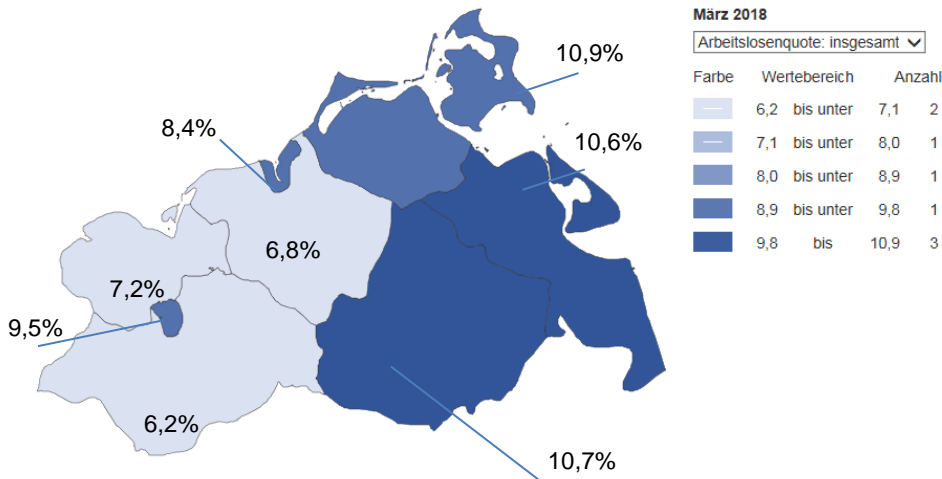 10,9%
8,4%
10,6%
6,8%
7,2%
9,5%
6,2%
10,7%
März 2018
Arbeitslosenquote: insgesamt
Farbe Wertebereich Anzahl
6,2 bis unter 7,1 2
7,1 bis unter 8,0 1
8,0 bis unter 8,9 1
8,9 bis unter 9,8 1
9,8 bis 10,9 3